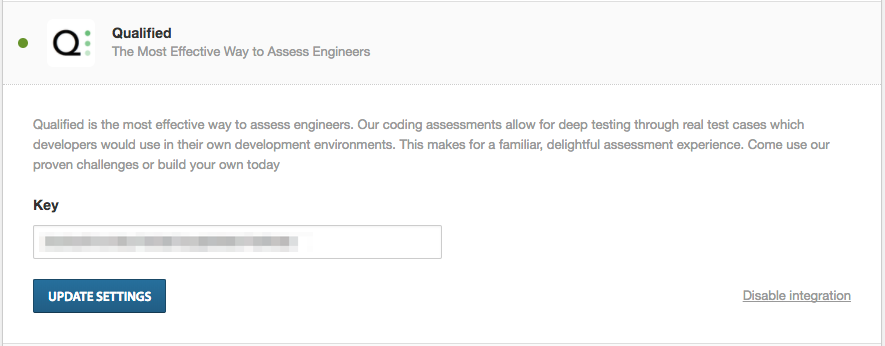 Qualified
The Most Effective Way to Assess Engineers
Qualified is the most effective way to assess engineers. Our coding assessments allow for deep testing through real test cases which
developers would use in their own development environments. This makes for a familiar, delightful assessment experience. Come use our
proven challenges or build your own today
Key
UPDATE SETTINGS
Disable integration